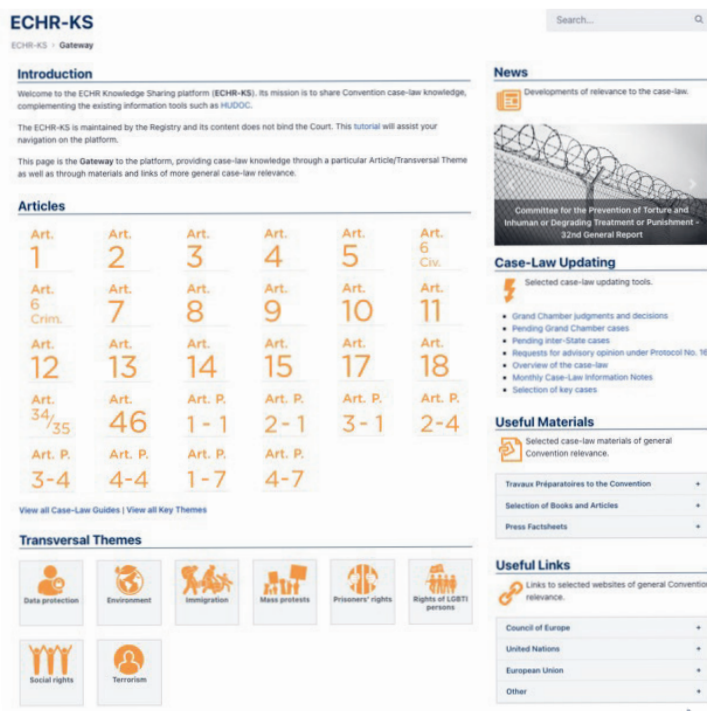 ECHR-KS
Search...
ECHR-KS › Gateway
Introduction
Welcome to the ECHR Knowledge Sharing platform (ECHR-KS). Its mission is to share Convention case-law knowledge,
complementing the existing information tools such as HUDOC.
The ECHR-KS is maintained by the Registry and its content does not bind the Court. This tutorial will assist your
navigation on the platform.
This page is the Gateway to the platform, providing case-law knowledge through a particular Article/Transversal Theme
as well as through materials and links of more general case-law relevance.
Articles
Art. 1
Art. 2
Art. 3
Art. 4
Art. 5
Art. 6 Civ.
Art. 6 Crim.
Art. 7
Art. 8
Art. 9
Art. 10
Art. 11
Art. 12
Art. 13
Art. 14
Art. 15
Art. 17
Art. 18
Art. 34/35
Art. 46
Art. P. 1 - 1
Art. P. 2 - 1
Art. P. 3 - 1
Art. P. 2-4
Art. P. 3-4
Art. P. 4-4
Art. P. 1-7
Art. P. 4-7
View all Case-Law Guides | View all Key Themes
Transversal Themes
Data protection
Environment
Immigration
Mass protests
Prisoners' rights
Rights of LGBTI
persons
Social rights
Terrorism
News
Developments of relevance to the case-law.
Committee for the Prevention of Torture and
Inhuman or Degrading Treatment or Punishment -
32nd General Report
Case-Law Updating
Selected case-law updating tools.
Grand Chamber judgments and decisions
Pending Grand Chamber cases
Pending inter-State cases
Requests for advisory opinion under Protocol No. 16
Overview of the case-law
Monthly Case-Law Information Notes
Selection of key cases
Useful Materials
Selected case-law materials of general
Convention relevance.
Travaux Préparatoires to the Convention +
Selection of Books and Articles +
Press Factsheets +
Useful Links
Links to selected websites of general Convention
relevance.
Council of Europe +
United Nations +
European Union +
Other +